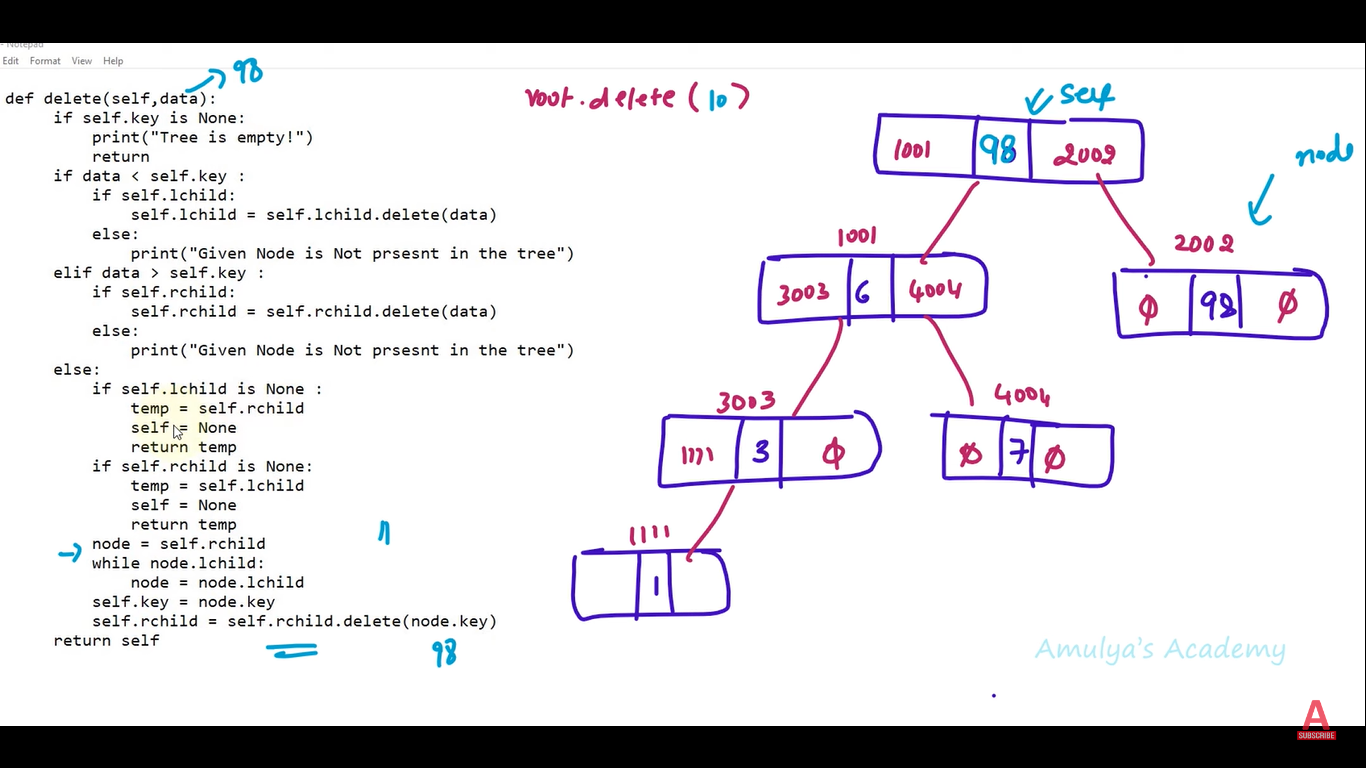 - Notepad
Edit Format View Help
98
def delete(self,data):
if self.key is None:
print("Tree is empty!")
return
if data < self.key :
if self.lchild:
self.lchild = self.lchild.delete(data)
else:
print("Given Node is Not prsesnt in the tree")
elif data > self.key :
if self.rchild:
self.rchild = self.rchild.delete(data)
else:
print("Given Node is Not prsesnt in the tree")
else:
if self.lchild is None :
temp = self.rchild
self = None
return temp
if self.rchild is None:
temp = self.lchild
self = None
return temp
node = self.rchild
while node.lchild:
node = node.lchild
self.key = node.key
self.rchild = self.rchild.delete(node.key)
return self
98
root.delete(10)
self
1001 98 2002
node
1001
2002
3003 6 4004
Ø 98 Ø
3003
4004
1111 3 Ø
Ø 7 Ø
1111
1
Amulya's Academy
A
SUBSCRIBE